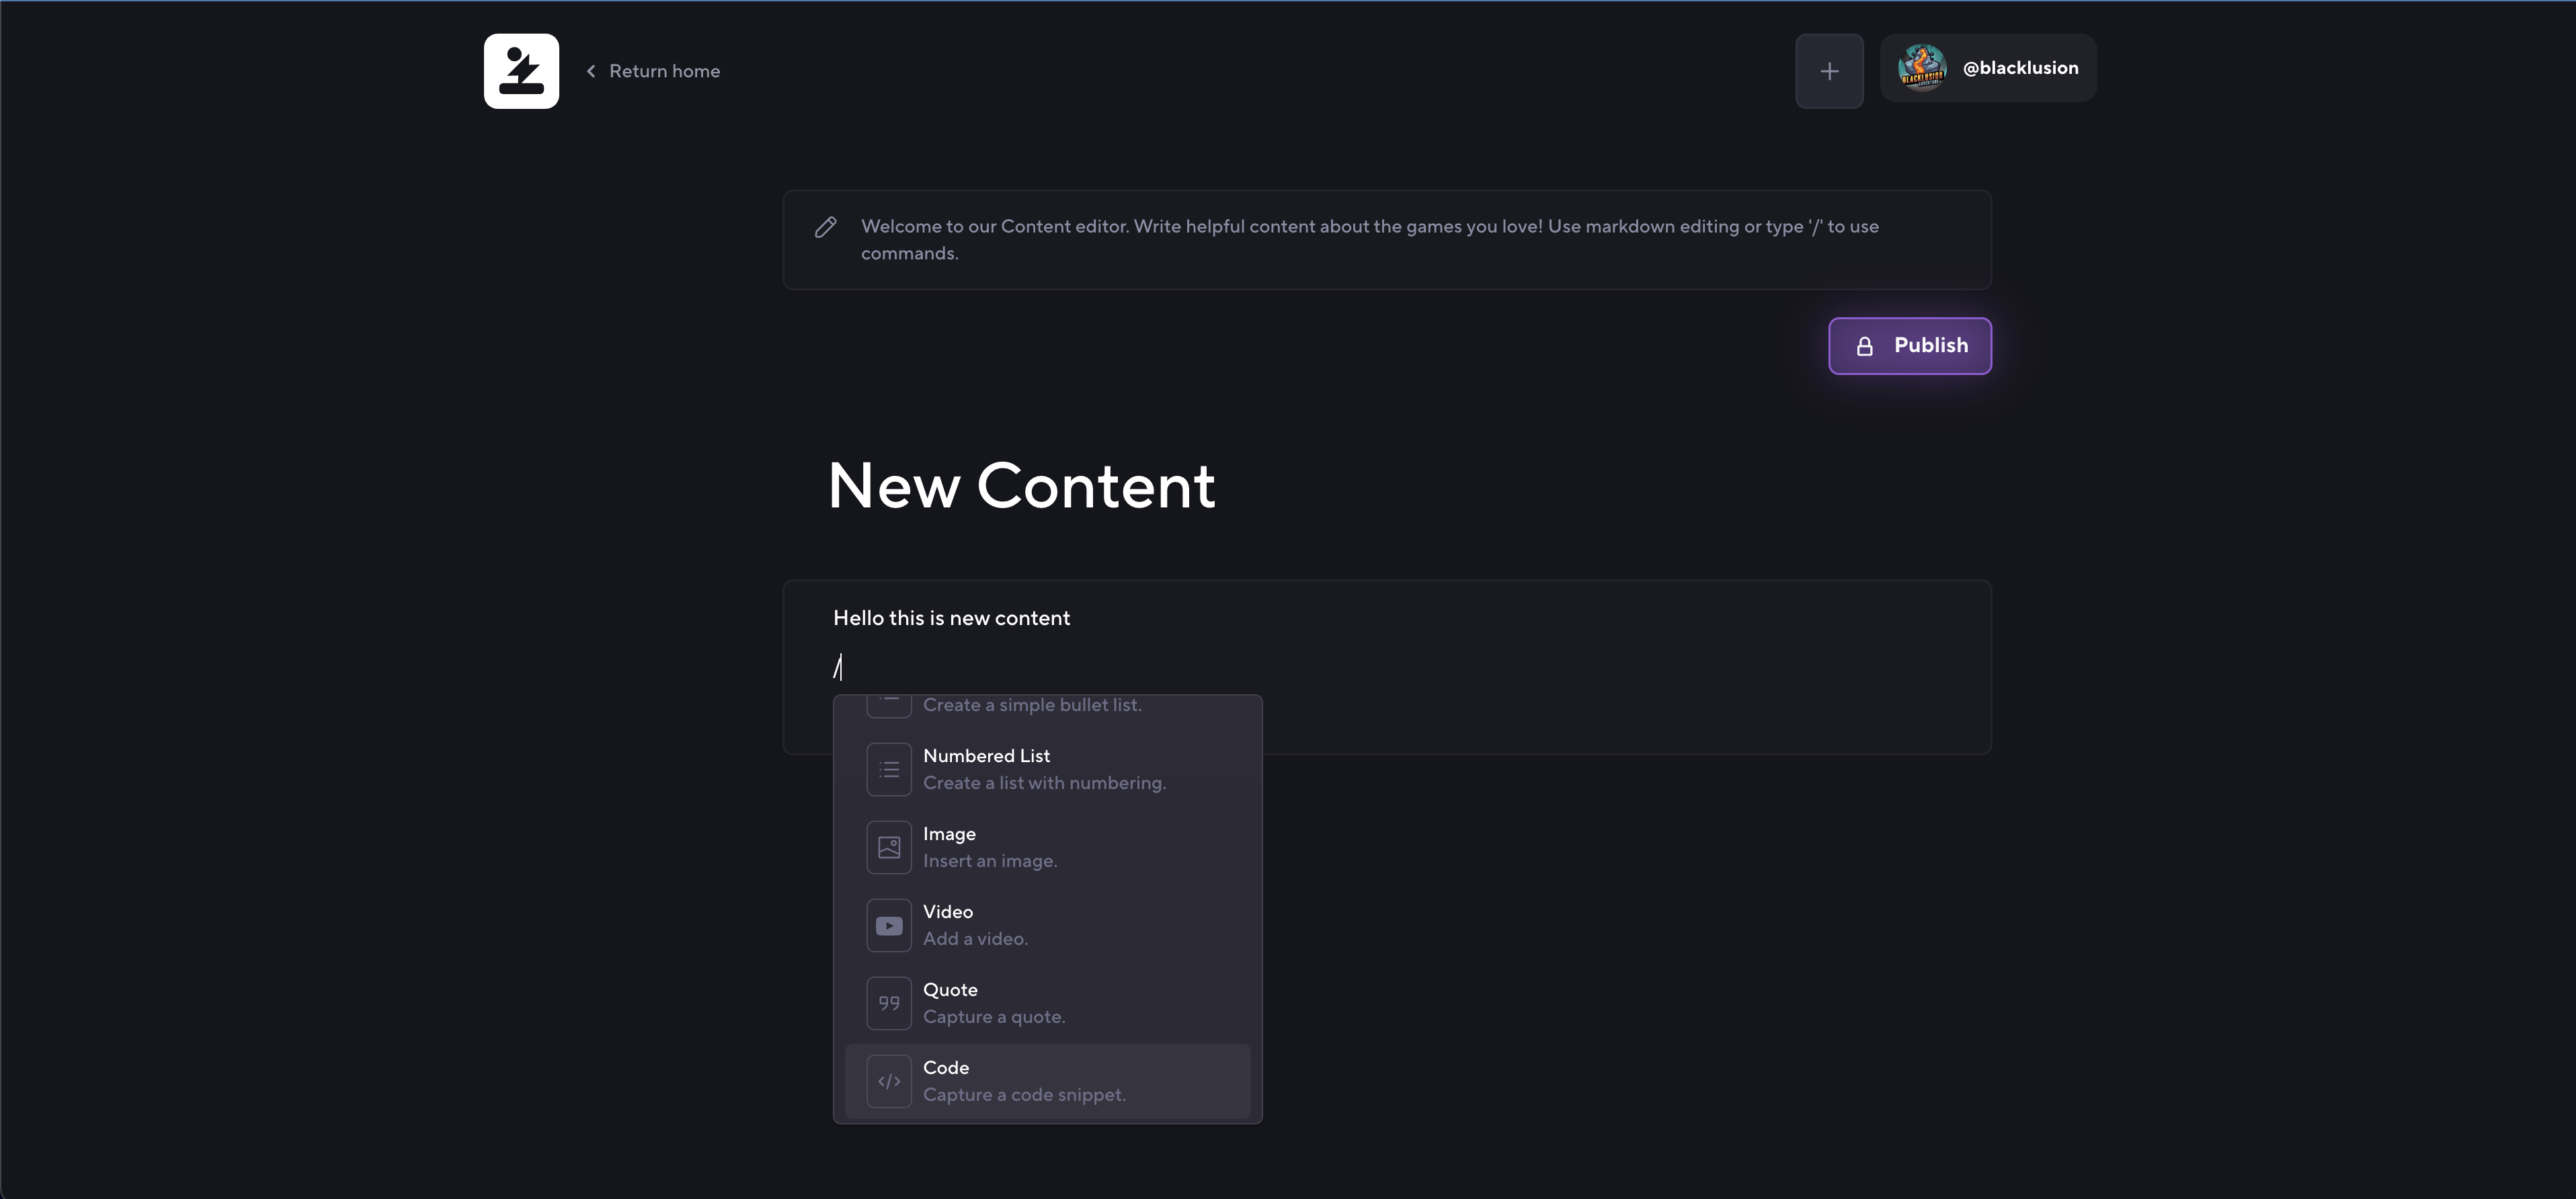 Return home
@blacklusion
BLACKLUSION
ADVENTURE
Welcome to our Content editor. Write helpful content about the games you love! Use markdown editing or type '/' to use
commands.
Publish
New Content
Hello this is new content
/
Create a simple bullet list.
Numbered List
Create a list with numbering.
Image
Insert an image.
Video
Add a video.
Quote
Capture a quote.
Code
Capture a code snippet.